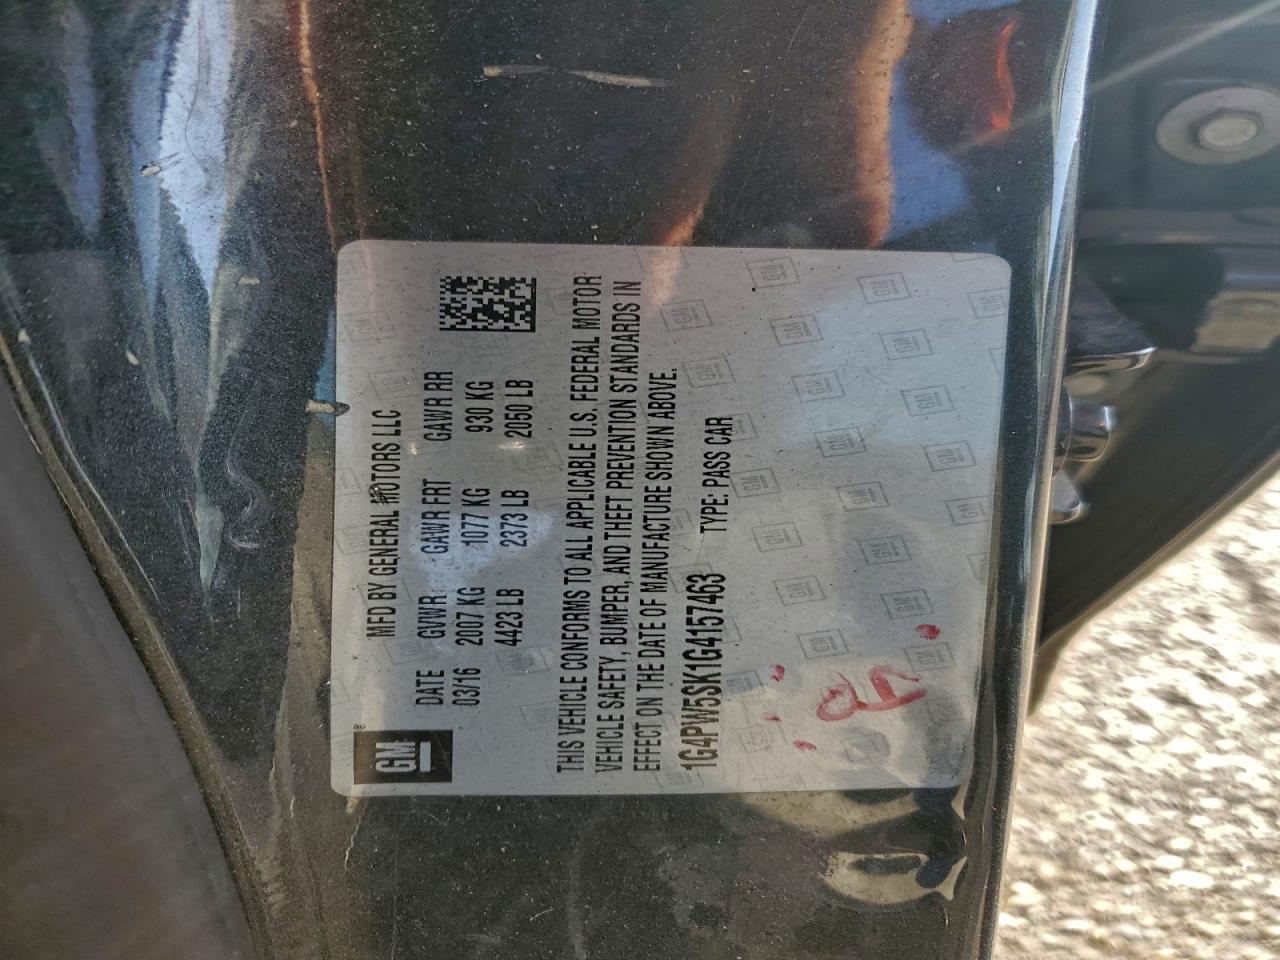 GM
MFD BY GENERAL MOTORS LLC
DATE GVWR GAWR FRT GAWR RR
03/16 2007 KG 1077 KG 930 KG
4423 LB 2373 LB 2050 LB
THIS VEHICLE CONFORMS TO ALL APPLICABLE U.S. FEDERAL MOTOR
VEHICLE SAFETY, BUMPER, AND THEFT PREVENTION STANDARDS IN
EFFECT ON THE DATE OF MANUFACTURE SHOWN ABOVE.
1G4PW5SK1G4157463 TYPE: PASS CAR